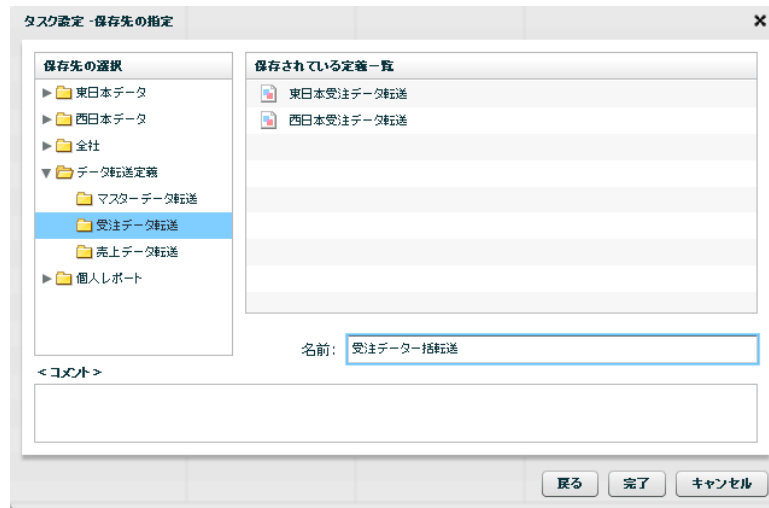 タスク設定 -保存先の指定
保存先の選択
東日本データ
西日本データ
全社
データ転送定義
マスターデータ転送
受注データ転送
売上データ転送
個人レポート
保存されている定義一覧
東日本受注データ転送
西日本受注データ転送
名前:
受注データ一括転送
<コメント>
戻る
完了
キャンセル